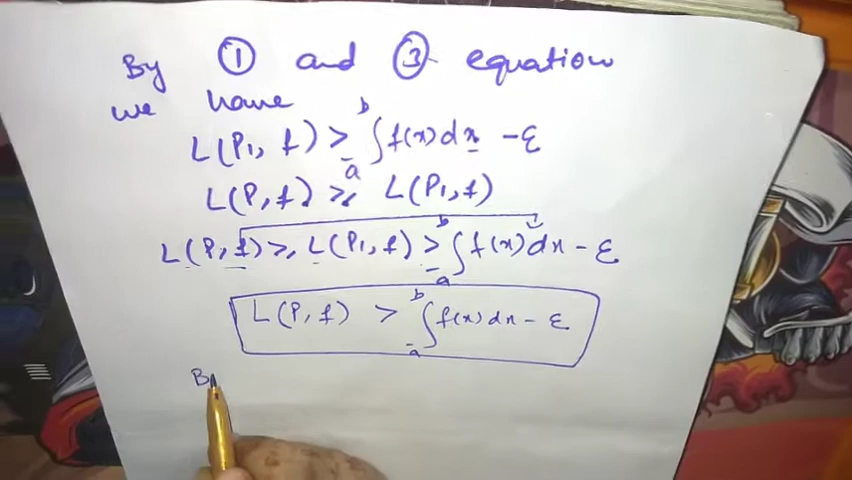 By ① and ③ equation
we have
L(P₁, f) > ∫_a^b f(x)dx - ε
L(P, f) ≥ L(P₁, f)
L(P, f) ≥ L(P₁, f) > ∫_a^b f(x)dx - ε
L(P, f) > ∫_a^b f(x)dx - ε
B